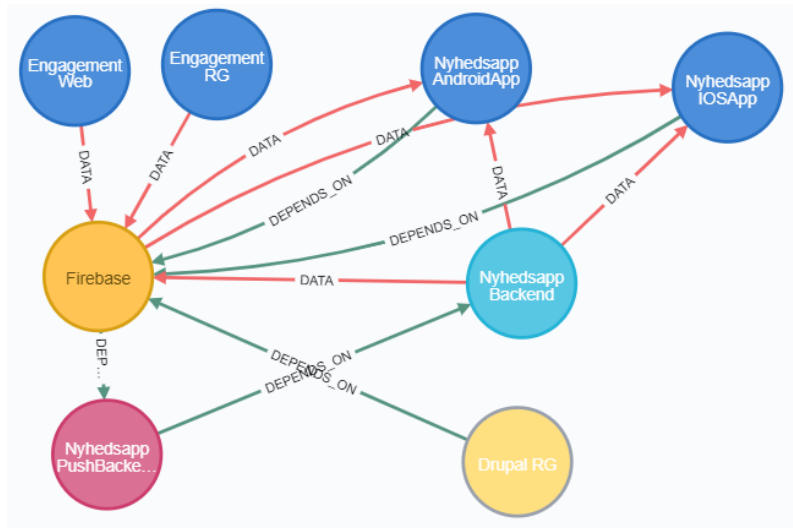 Engagement
Web
Engagement
RG
Nyhedsapp
AndroidApp
Nyhedsapp
IOSApp
DATA
DATA
DATA
DATA
DATA
DATA
DEPENDS_ON
DEPENDS_ON
Firebase
DATA
Nyhedsapp
Backend
DEP...
DEPENDS_ON
DEPENDS_ON
Nyhedsapp
PushBacke...
Drupal RG